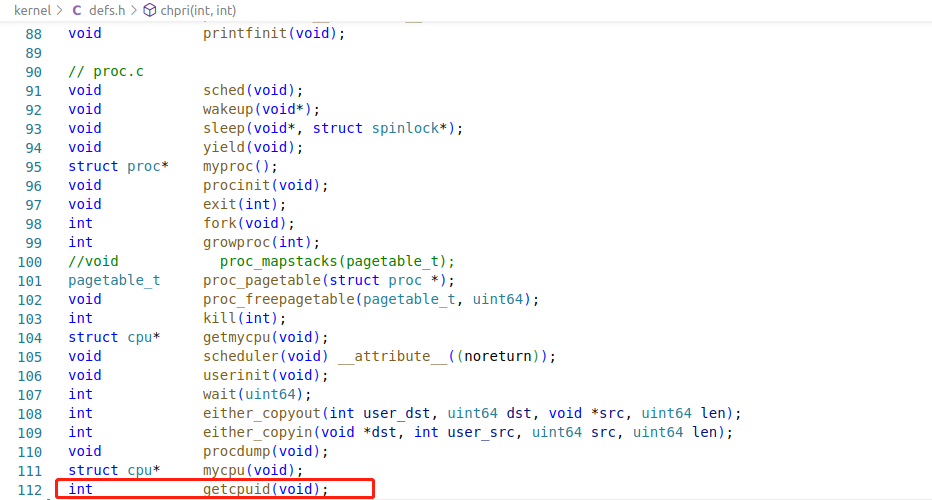 kernel > C defs.h > chpri(int, int)
88 void printfinit(void);
89
90 // proc.c
91 void sched(void);
92 void wakeup(void*);
93 void sleep(void*, struct spinlock*);
94 void yield(void);
95 struct proc* myproc();
96 void procinit(void);
97 void exit(int);
98 int fork(void);
99 int growproc(int);
100 //void proc_mapstacks(pagetable_t);
101 pagetable_t proc_pagetable(struct proc *);
102 void proc_freepagetable(pagetable_t, uint64);
103 int kill(int);
104 struct cpu* getmycpu(void);
105 void scheduler(void) __attribute__((noreturn));
106 void userinit(void);
107 int wait(uint64);
108 int either_copyout(int user_dst, uint64 dst, void *src, uint64 len);
109 int either_copyin(void *dst, int user_src, uint64 src, uint64 len);
110 void procdump(void);
111 struct cpu* mycpu(void);
112 int getcpuid(void);